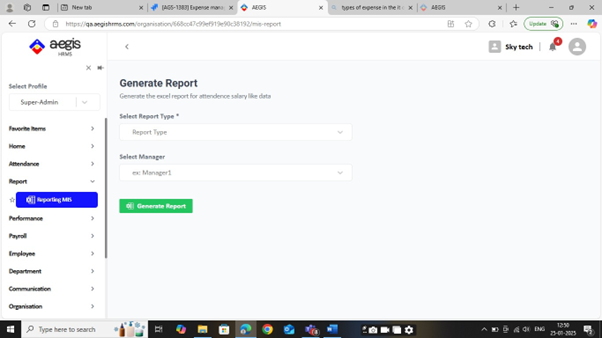 New tab
[AGS-1383] Expense mana
AEGIS
types of expense in the it
AEGIS
https://qa.aegishrms.com/organisation/668cc47c99ef919e90c38192/mis-report
Update
aegis
HRMS
Sky tech
4
Select Profile
Super-Admin
Favorite Items
Home
Attendance
Report
Reporting MIS
Performance
Payroll
Employee
Department
Communication
Organisation
Generate Report
Generate the excel report for attendence salary like data
Select Report Type *
Report Type
Select Manager
ex: Manager1
Generate Report
Type here to search
ENG
12:50
25-01-2025